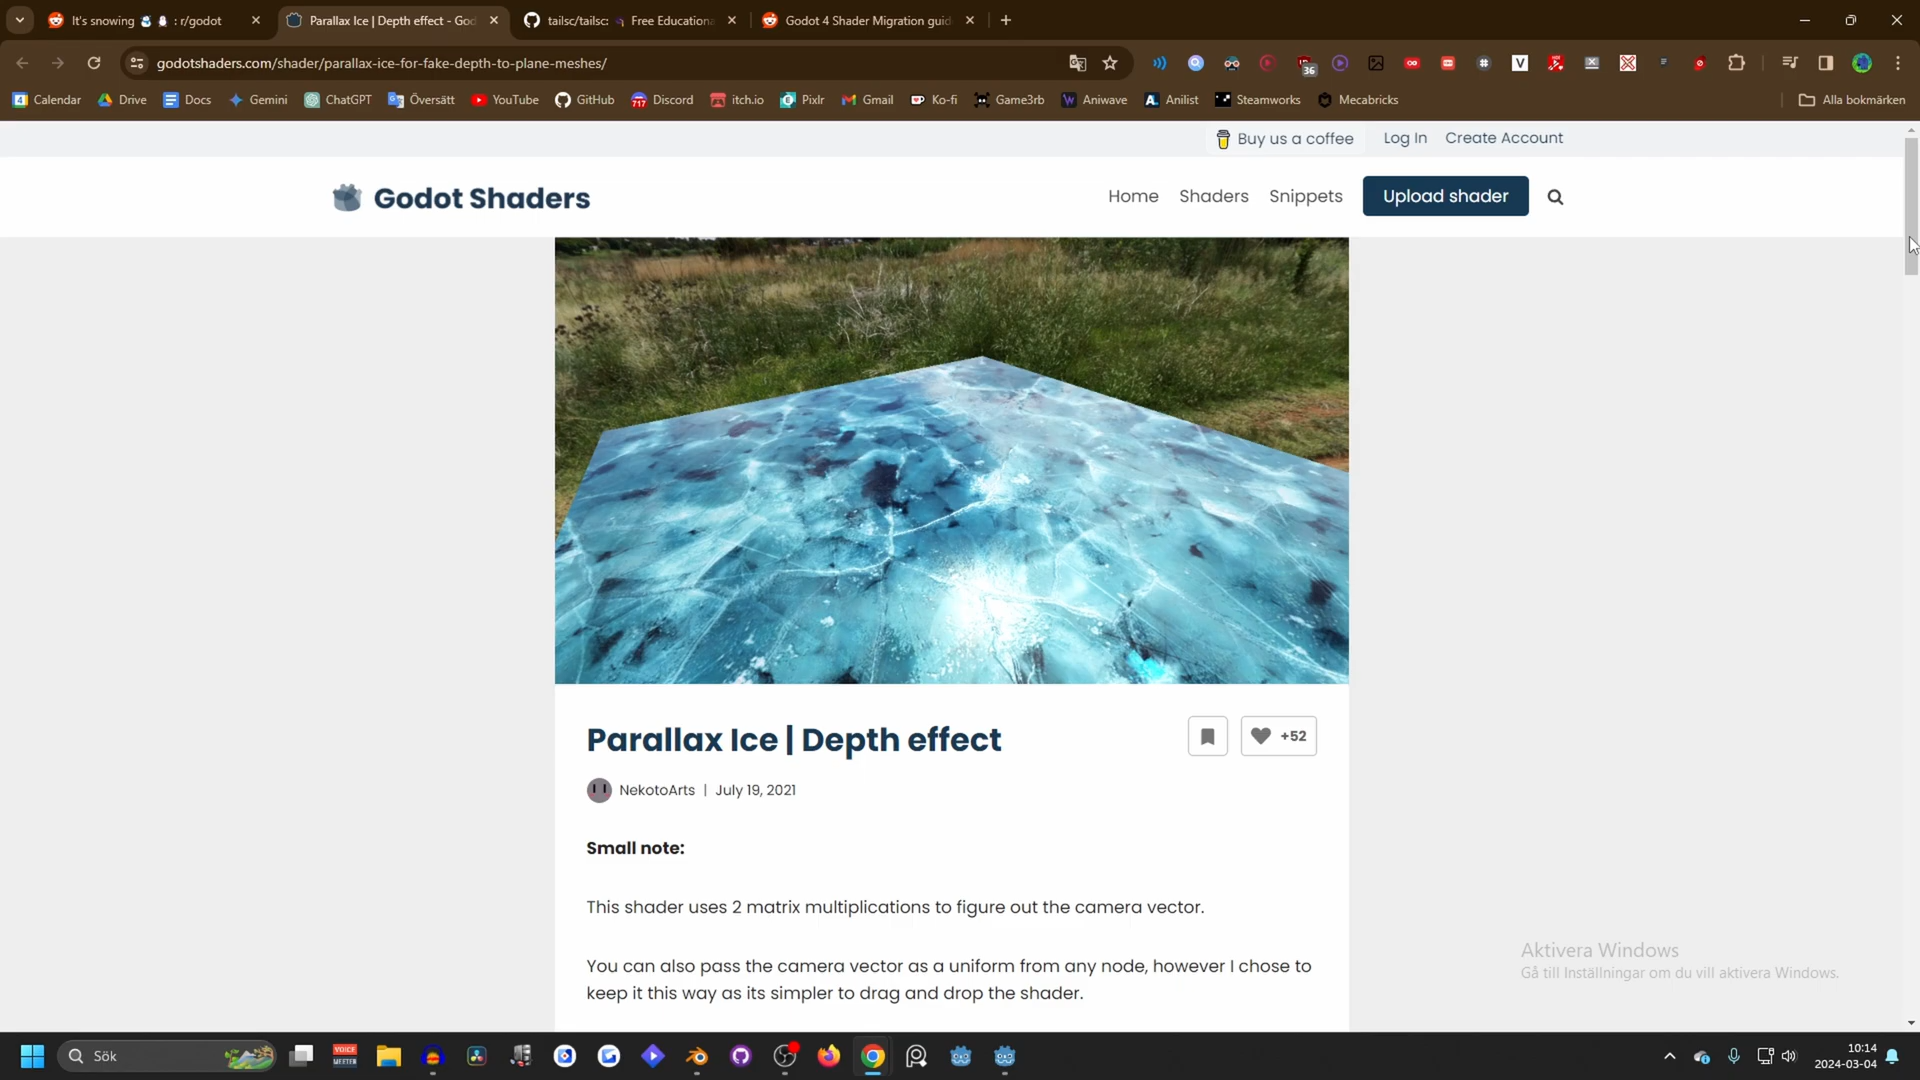 It's snowing : r/godot
Parallax Ice | Depth effect - God
tailsc/tailsc: Free Educationa
Godot 4 Shader Migration guid
godotshaders.com/shader/parallax-ice-for-fake-depth-to-plane-meshes/
36
V
4 Calendar
Drive
Docs
Gemini
ChatGPT
Översätt
YouTube
GitHub
717 Discord
itch.io
Pixlr
Gmail
Ko-fi
Game3rb
Aniwave
Anilist
Steamworks
Mecabricks
Alla bokmärken
Buy us a coffee
Log In
Create Account
Godot Shaders
Home
Shaders
Snippets
Upload shader
Parallax Ice | Depth effect
+52
NekotoArts | July 19, 2021
Small note:
This shader uses 2 matrix multiplications to figure out the camera vector.
You can also pass the camera vector as a uniform from any node, however I chose to
keep it this way as its simpler to drag and drop the shader.
Aktivera Windows
Gå till Inställningar om du vill aktivera Windows.
Sök
VOICE
MEETER
10:14
2024-03-04